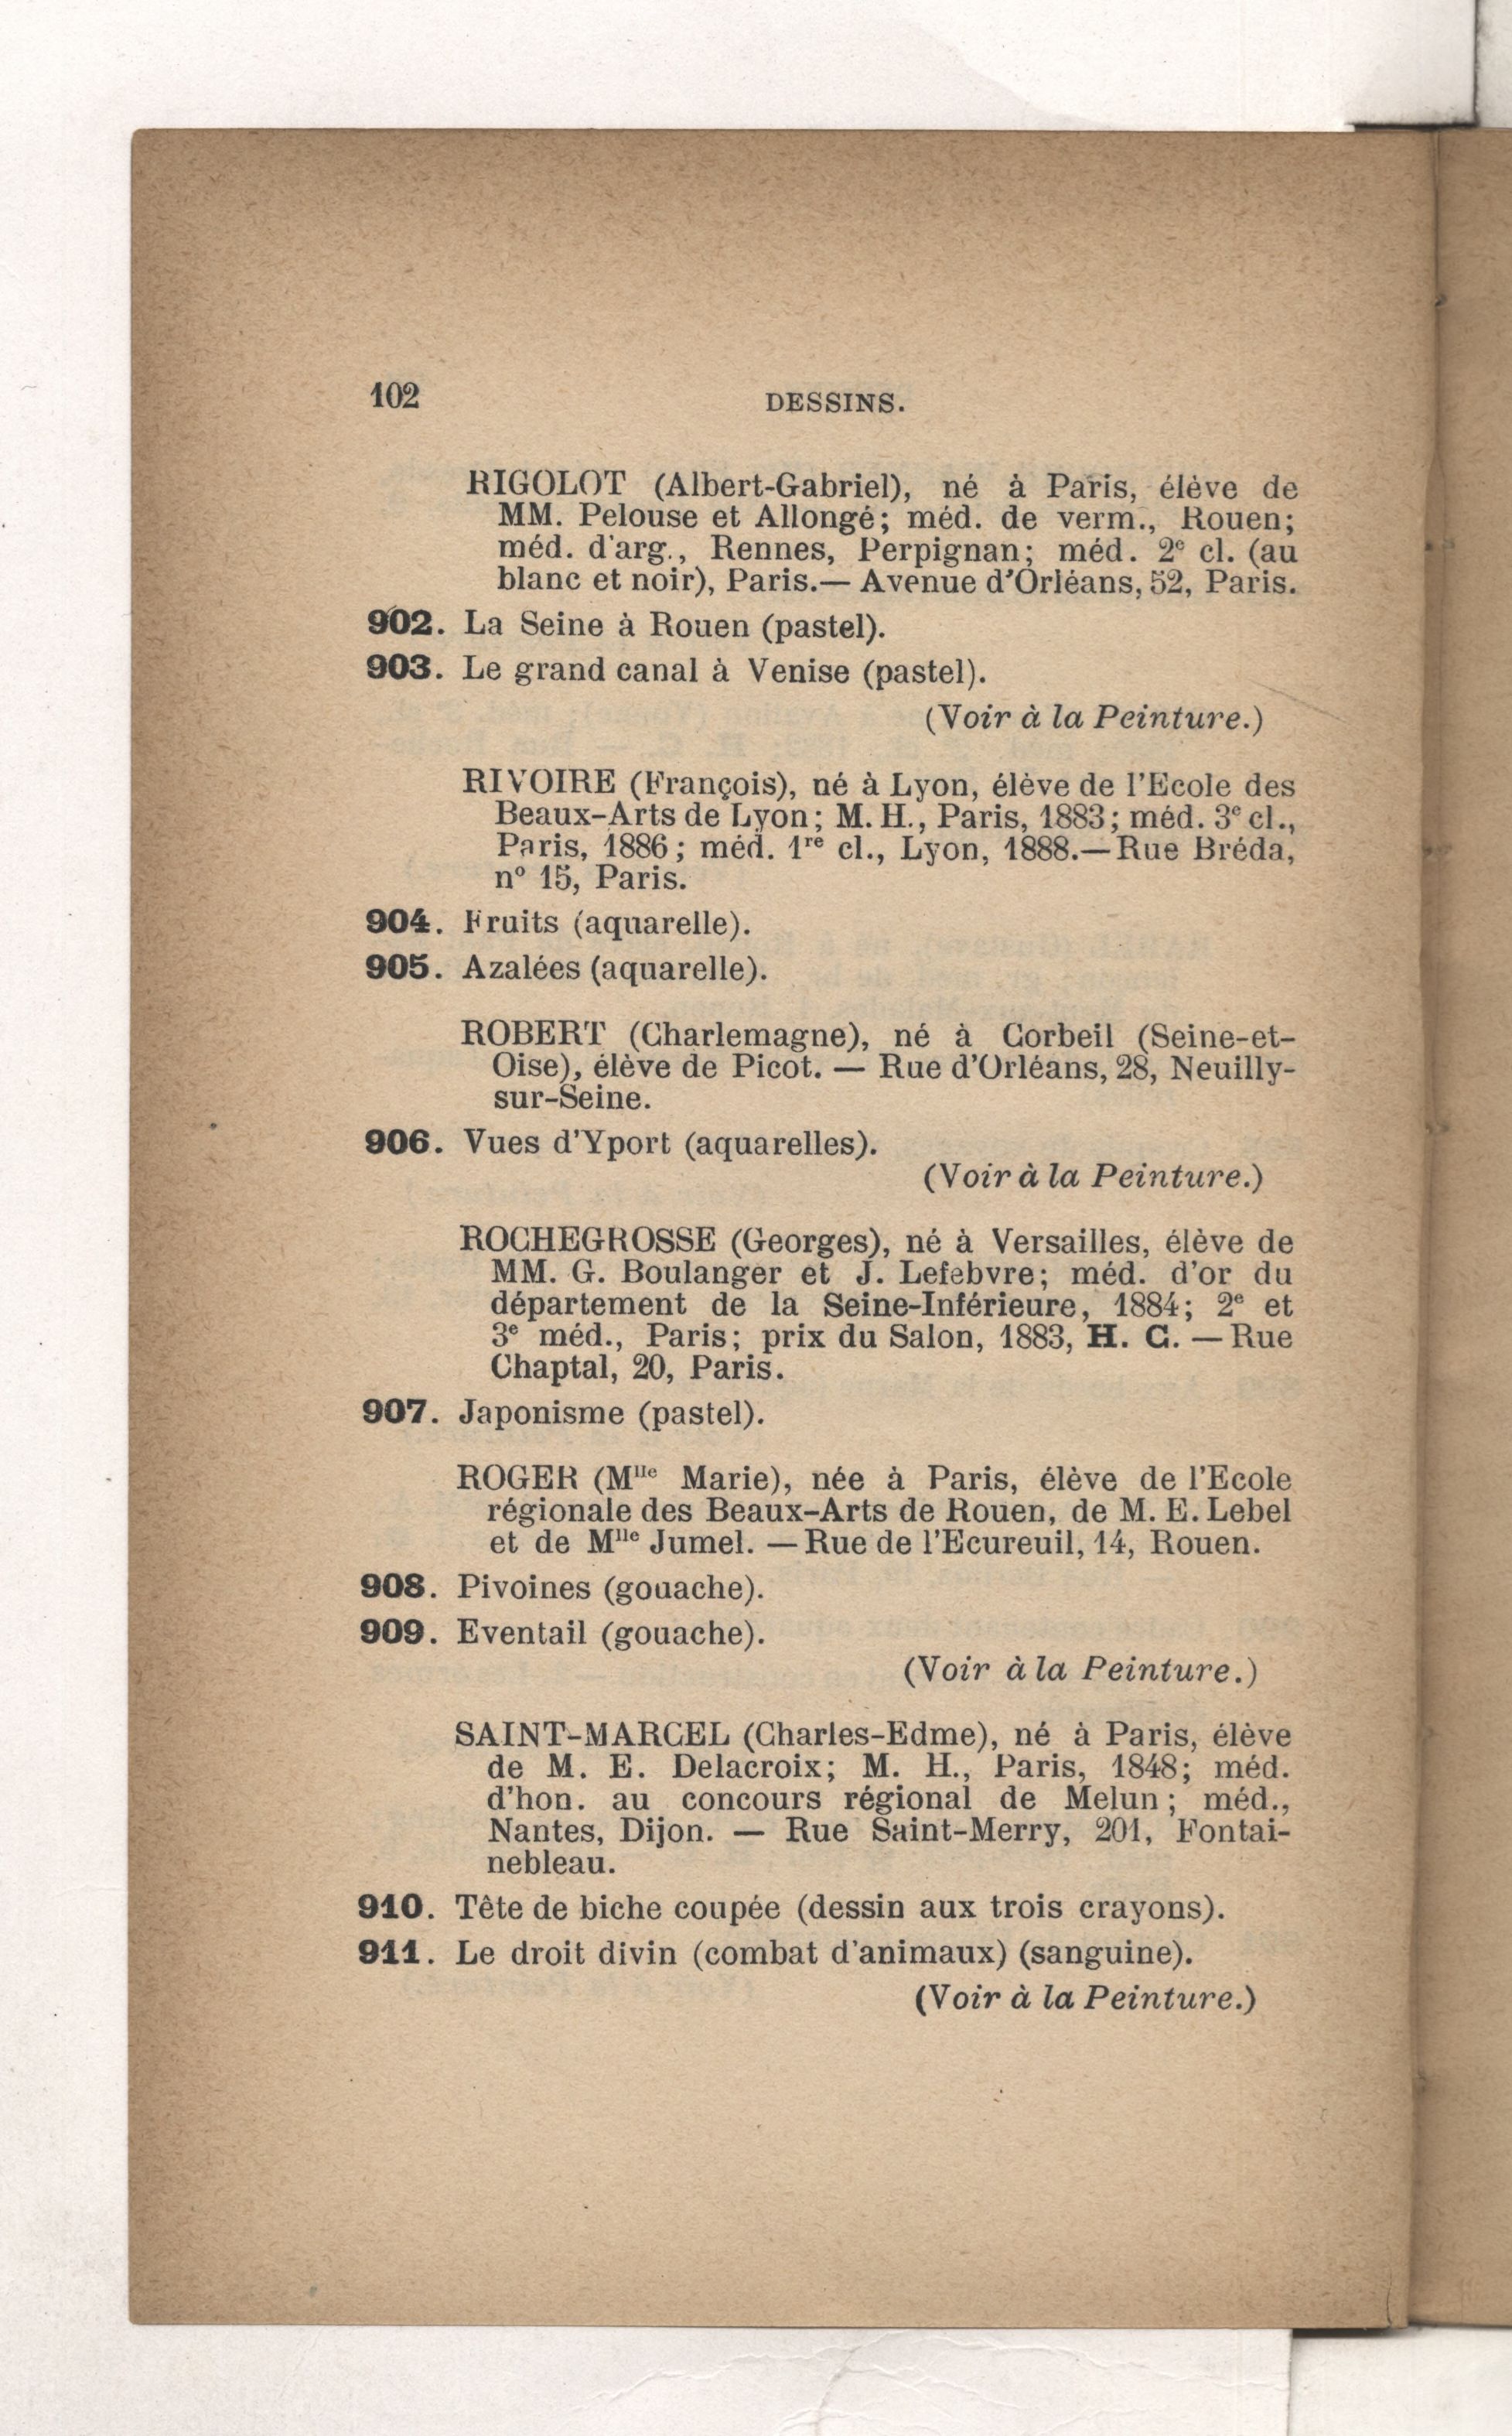 102
DESSINS.
RIGOLOT (Albert-Gabriel), né à Paris, élève de
MM. Pelouse et Allongé; méd. de verm., Rouen;
méd. d'arg., Rennes, Perpignan; méd. 2e cl. (au
blanc et noir), Paris.— Avenue d'Orléans, 52, Paris.
902. La Seine à Rouen (pastel).
903. Le grand canal à Venise (pastel).
(Voir à la Peinture.)
RIVOIRE (François), né à Lyon, élève de l'Ecole des
Beaux-Arts de Lyon; M. H., Paris, 1883; méd. 3e cl.,
Paris, 1886; méd. 1re cl., Lyon, 1888.—Rue Bréda,
no 15, Paris.
904. Fruits (aquarelle).
905. Azalées (aquarelle).
ROBERT (Charlemagne), né à Corbeil (Seine-et-
Oise), élève de Picot. — Rue d'Orléans, 28, Neuilly-
sur-Seine.
906. Vues d'Yport (aquarelles).
(Voir à la Peinture.)
ROCHEGROSSE (Georges), né à Versailles, élève de
MM. G. Boulanger et J. Lefebvre; méd. d'or du
département de la Seine-Inférieure, 1884; 2e et
3e méd., Paris; prix du Salon, 1883, H. C. — Rue
Chaptal, 20, Paris.
907. Japonisme (pastel).
ROGER (Mlle Marie), née à Paris, élève de l'Ecole
régionale des Beaux-Arts de Rouen, de M. E. Lebel
et de Mlle Jumel. — Rue de l'Ecureuil, 14, Rouen.
908. Pivoines (gouache).
909. Eventail (gouache).
(Voir à la Peinture.)
SAINT-MARCEL (Charles-Edme), né à Paris, élève
de M. E. Delacroix; M. H., Paris, 1848; méd.
d'hon. au concours régional de Melun; méd.,
Nantes, Dijon. — Rue Saint-Merry, 201, Fontai-
nebleau.
910. Tête de biche coupée (dessin aux trois crayons).
911. Le droit divin (combat d'animaux) (sanguine).
(Voir à la Peinture.)